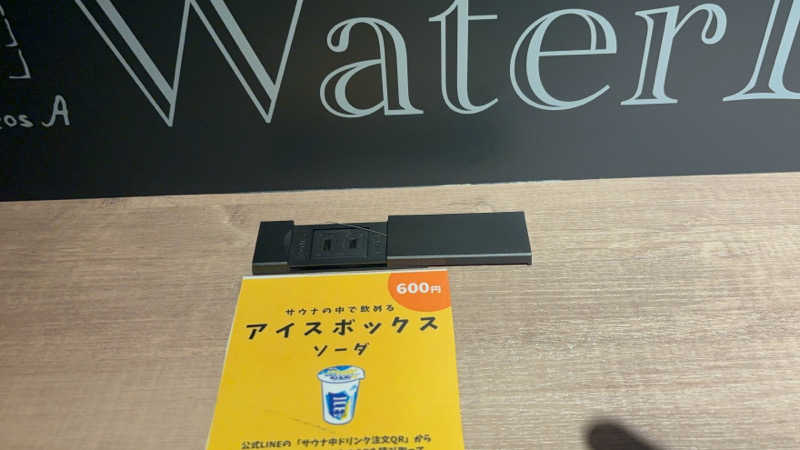 Water
os A
600円
サウナの中で飲める
アイスボックス
ソーダ
公式LINEの「サウナ中ドリンク注文QR」から